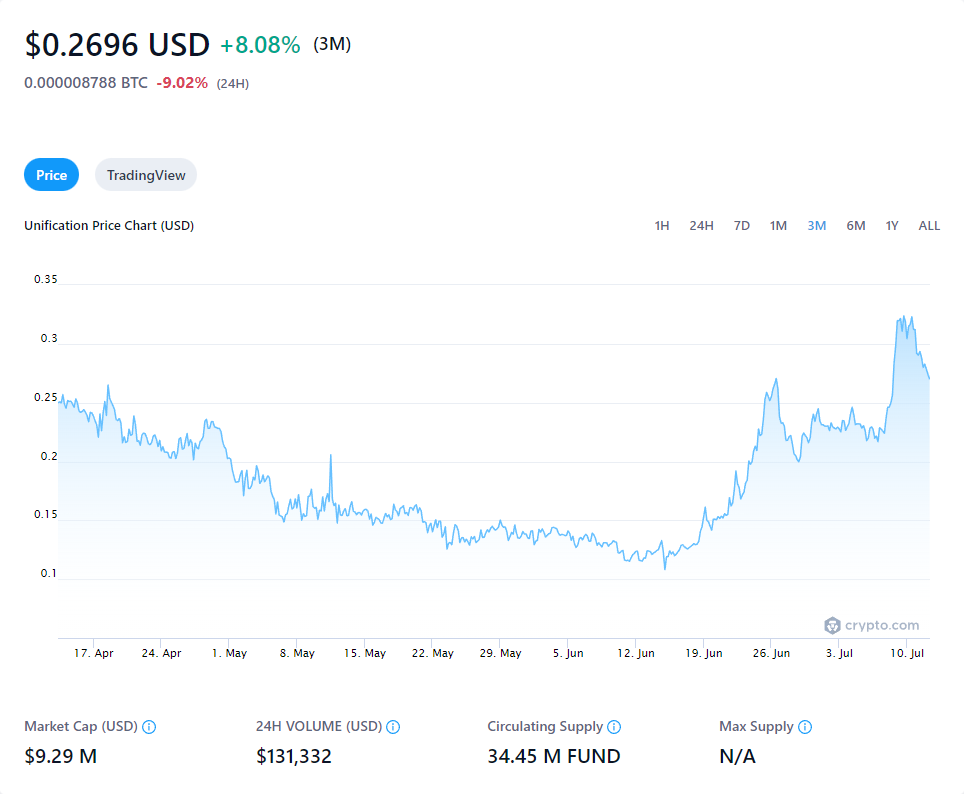 $0.2696 USD +8.08% (3M)
0.000008788 BTC -9.02% (24H)
Price TradingView
Unification Price Chart (USD) 1H 24H 7D 1M 3M 6M 1Y ALL
0.35
0.3
0.25
0.2
0.15
0.1
crypto.com
17. Apr 24. Apr 1. May 8. May 15. May 22. May 29. May 5. Jun 12. Jun 19. Jun 26. Jun 3. Jul 10. Jul
Market Cap (USD) 24H VOLUME (USD) Circulating Supply Max Supply
$9.29 M $131,332 34.45 M FUND N/A